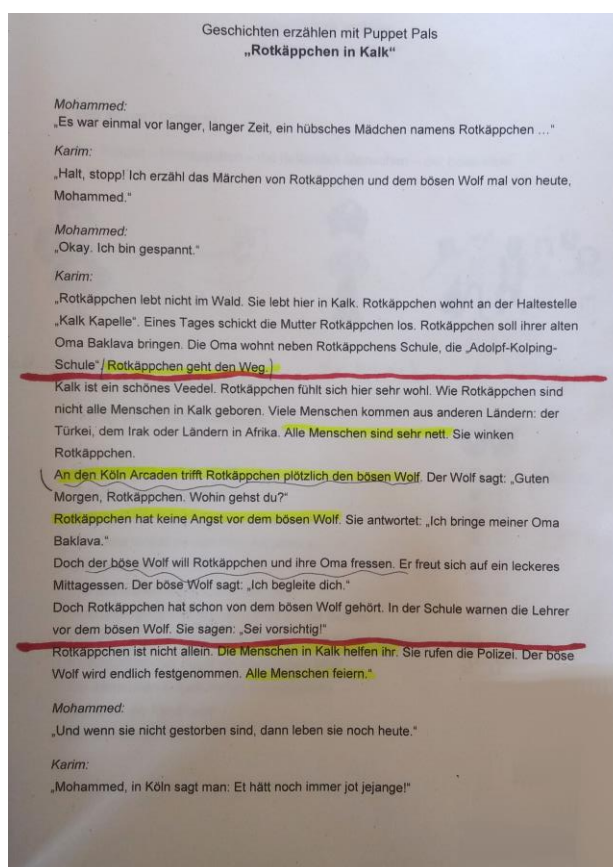 Geschichten erzählen mit Puppet Pals
„Rotkäppchen in Kalk“
Mohammed:
„Es war einmal vor langer, langer Zeit, ein hübsches Mädchen namens Rotkäppchen ...“
Karim:
„Halt, stopp! Ich erzähl das Märchen von Rotkäppchen und dem bösen Wolf mal von heute,
Mohammed.“
Mohammed:
„Okay. Ich bin gespannt.“
Karim:
„Rotkäppchen lebt nicht im Wald. Sie lebt hier in Kalk. Rotkäppchen wohnt an der Haltestelle
„Kalk Kapelle“. Eines Tages schickt die Mutter Rotkäppchen los. Rotkäppchen soll ihrer alten
Oma Baklava bringen. Die Oma wohnt neben Rotkäppchens Schule, die „Adolpf-Kolping-
Schule“. Rotkäppchen geht den Weg.
Kalk ist ein schönes Veedel. Rotkäppchen fühlt sich hier sehr wohl. Wie Rotkäppchen sind
nicht alle Menschen in Kalk geboren. Viele Menschen kommen aus anderen Ländern: der
Türkei, dem Irak oder Ländern in Afrika. Alle Menschen sind sehr nett. Sie winken
Rotkäppchen.
An den Köln Arcaden trifft Rotkäppchen plötzlich den bösen Wolf. Der Wolf sagt: „Guten
Morgen, Rotkäppchen. Wohin gehst du?“
Rotkäppchen hat keine Angst vor dem bösen Wolf. Sie antwortet: „Ich bringe meiner Oma
Baklava.“
Doch der böse Wolf will Rotkäppchen und ihre Oma fressen. Er freut sich auf ein leckeres
Mittagessen. Der böse Wolf sagt: „Ich begleite dich.“
Doch Rotkäppchen hat schon von dem bösen Wolf gehört. In der Schule warnen die Lehrer
vor dem bösen Wolf. Sie sagen: „Sei vorsichtig!“
Rotkäppchen ist nicht allein. Die Menschen in Kalk helfen ihr. Sie rufen die Polizei. Der böse
Wolf wird endlich festgenommen. Alle Menschen feiern.“
Mohammed:
„Und wenn sie nicht gestorben sind, dann leben sie noch heute.“
Karim:
„Mohammed, in Köln sagt man: Et hätt noch immer jot jejange!“